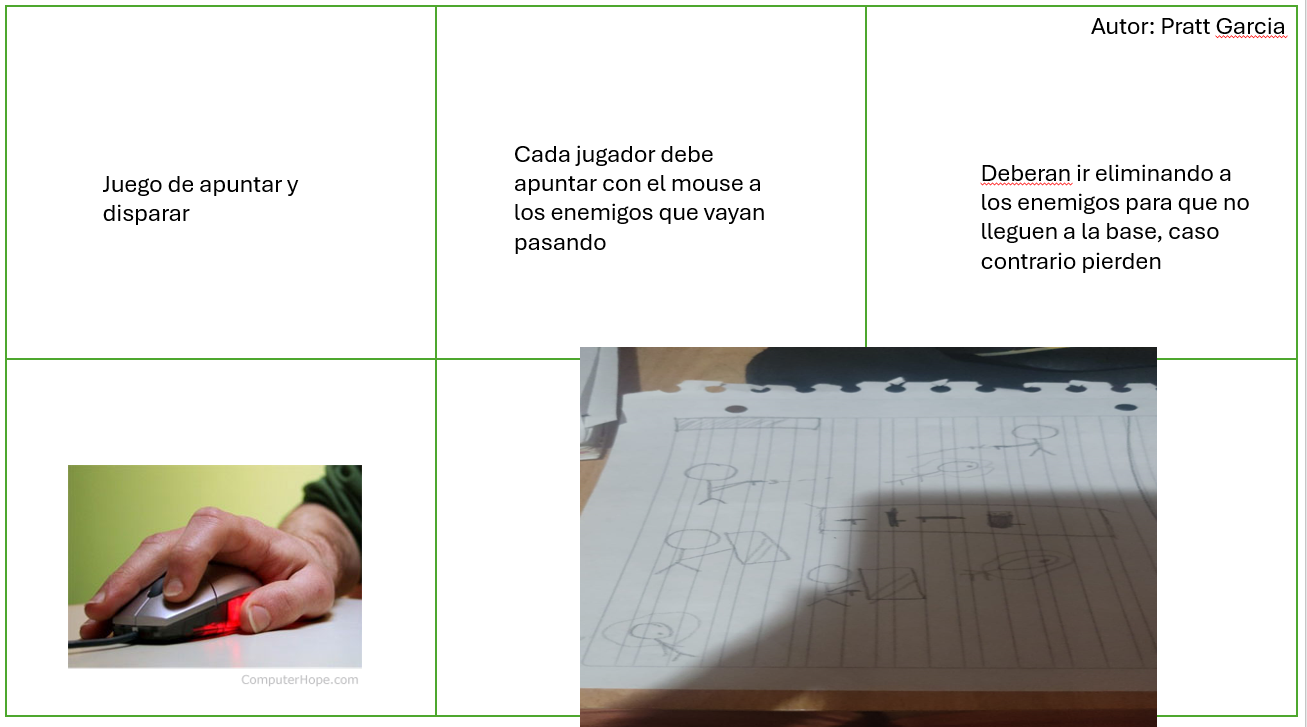 Autor: Pratt Garcia
Juego de apuntar y
disparar
Cada jugador debe
apuntar con el mouse a
los enemigos que vayan
pasando
Deberan ir eliminando a
los enemigos para que no
lleguen a la base, caso
contrario pierden
ComputerHope.com